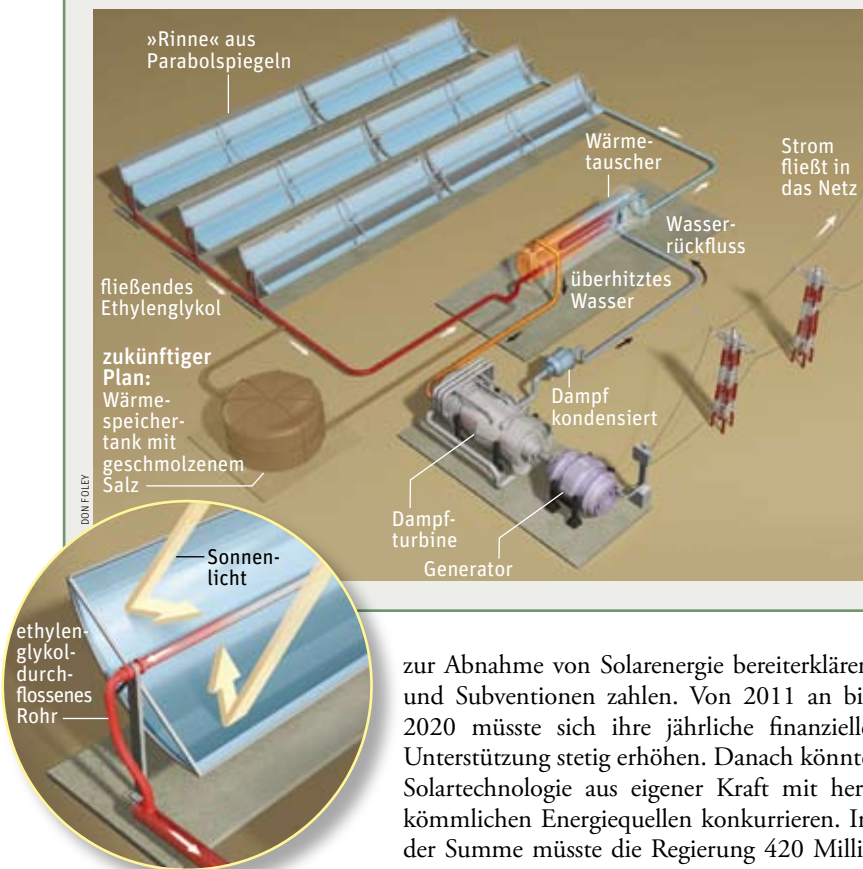 »Rinne« aus
Parabolspiegeln
Wärme-
tauscher
Strom
fließt in
das Netz
Wasser-
rückfluss
überhitztes
Wasser
fließendes
Ethylenglykol
zukünftiger
Plan:
Wärme-
speicher-
tank mit
geschmolzenem
Salz
Dampf
kondensiert
Dampf-
turbine
Generator
DON FOLEY
Sonnen-
licht
ethylen-
glykol-
durch-
flossenes
Rohr
zur Abnahme von Solarenergie bereiterklären
und Subventionen zahlen. Von 2011 an bi
2020 müsste sich ihre jährliche finanzielle
Unterstützung stetig erhöhen. Danach könnte
Solartechnologie aus eigener Kraft mit her
kömmlichen Energiequellen konkurrieren. In
der Summe müsste die Regierung 420 Milli